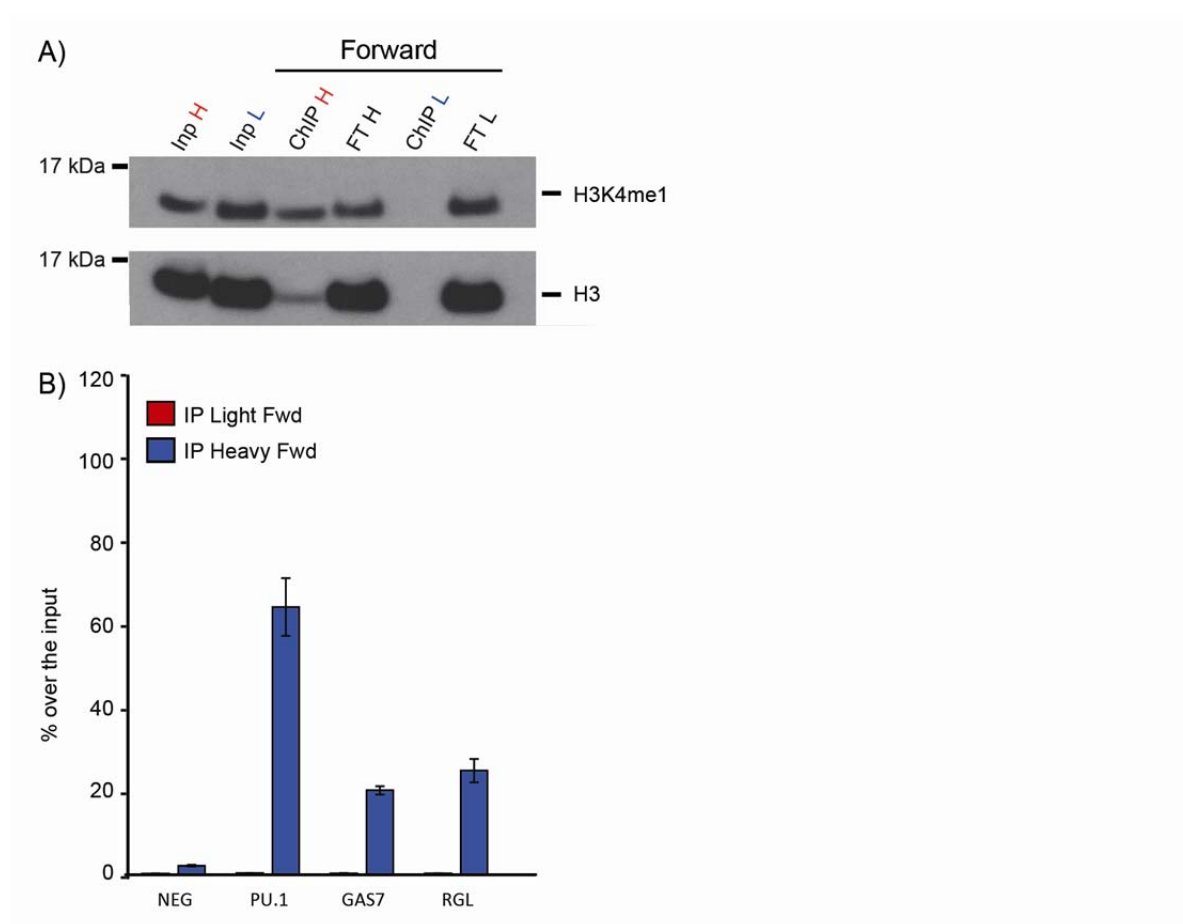 A)
Forward
Inp H
Inp L
ChIP H
FT H
ChIP L
FT L
17 kDa
H3K4me1
17 kDa
H3
B)
120
IP Light Fwd
IP Heavy Fwd
100
80
60
40
20
0
% over the input
NEG PU.1 GAS7 RGL